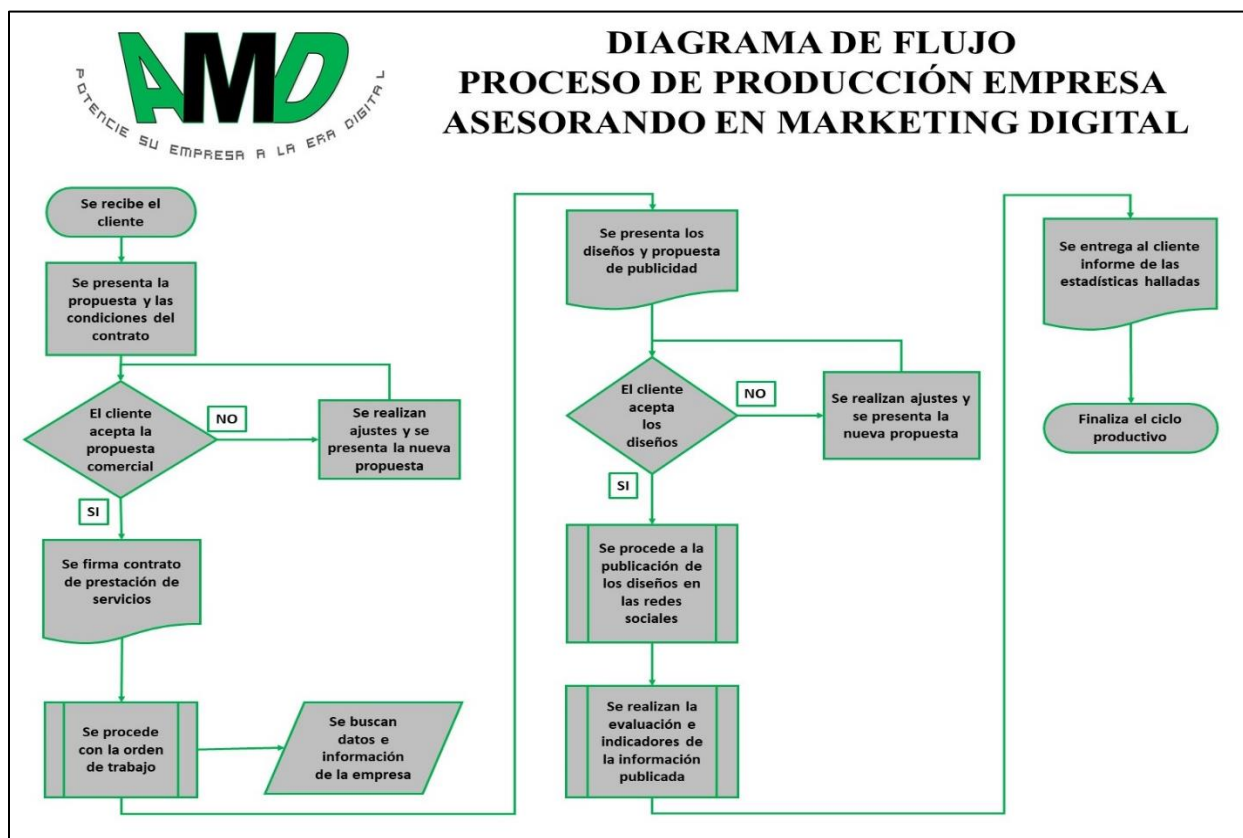 AMD
POTENCIE SU EMPRESA A LA ERA DIGITAL
DIAGRAMA DE FLUJO
PROCESO DE PRODUCCIÓN EMPRESA
ASESORANDO EN MARKETING DIGITAL
Se recibe el
cliente
Se presenta la
propuesta y las
condiciones del
contrato
El cliente
acepta la
propuesta
comercial
NO
Se realizan
ajustes y se
presenta la nueva
propuesta
SI
Se firma contrato
de prestación de
servicios
Se procede
con la orden
de trabajo
Se buscan
datos e
información
de la empresa
Se presenta los
diseños y propuesta
de publicidad
El cliente
acepta
los
diseños
NO
Se realizan ajustes y
se presenta la
nueva propuesta
SI
Se procede a la
publicación de
los diseños en
las redes
sociales
Se realizan la
evaluación e
indicadores de
la información
publicada
Se entrega al cliente
informe de las
estadísticas halladas
Finaliza el ciclo
productivo